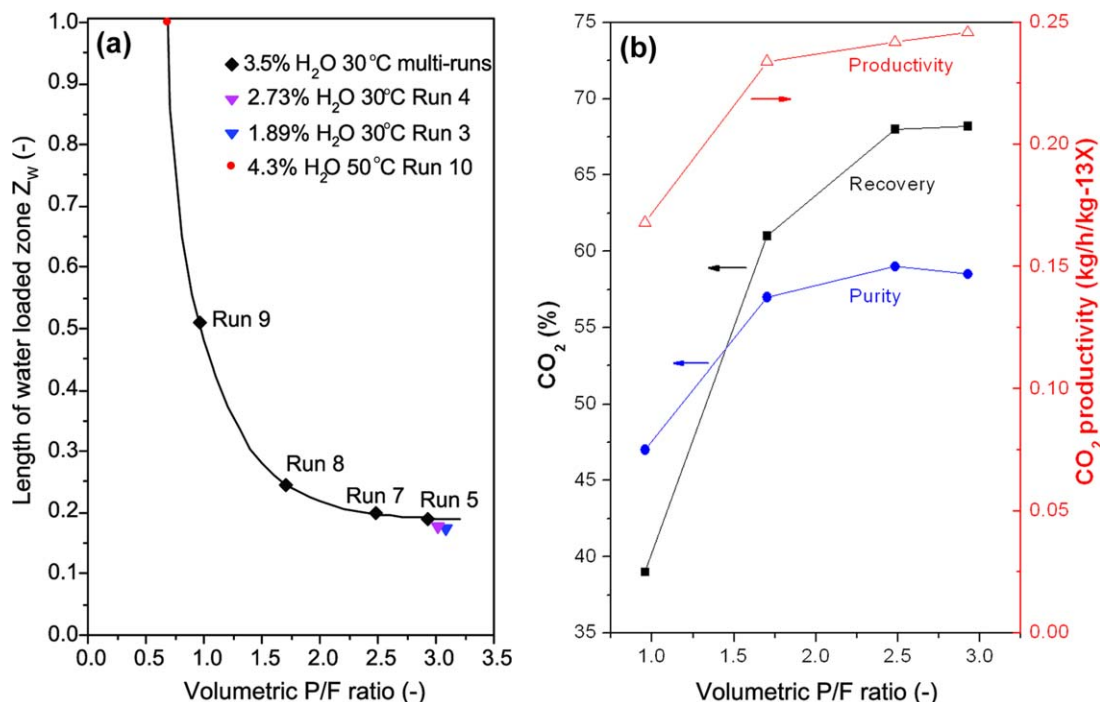 (a)
◆ 3.5% H₂O 30°C multi-runs
▼ 2.73% H₂O 30°C Run 4
▼ 1.89% H₂O 30°C Run 3
● 4.3% H₂O 50°C Run 10
Run 9
Run 8
Run 7
Run 5
Length of water loaded zone Z_W (-)
1.0
0.9
0.8
0.7
0.6
0.5
0.4
0.3
0.2
0.1
0.0
0.0 0.5 1.0 1.5 2.0 2.5 3.0 3.5
Volumetric P/F ratio (-)
(b)
Productivity
Recovery
Purity
CO₂ (%)
75
70
65
60
55
50
45
40
35
1.0 1.5 2.0 2.5 3.0
Volumetric P/F ratio (-)
0.25
0.20
0.15
0.10
0.05
0.00
CO₂ productivity (kg/h/kg-13X)